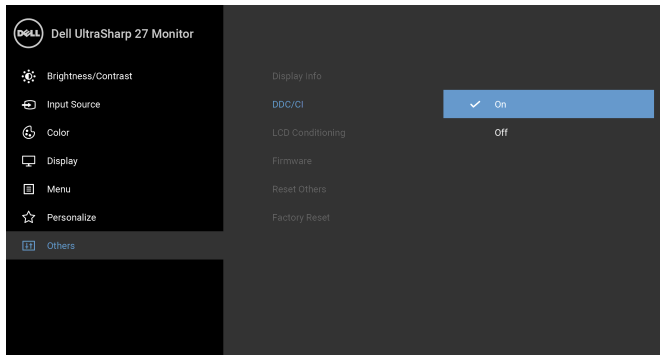 DELL Dell UltraSharp 27 Monitor
Brightness/Contrast
Input Source
Color
Display
Menu
Personalize
Others
Display Info
DDC/CI
LCD Conditioning
Firmware
Reset Others
Factory Reset
On
Off